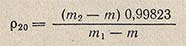 ρ20 = (m2 — m) 0,99823 / m1 — m